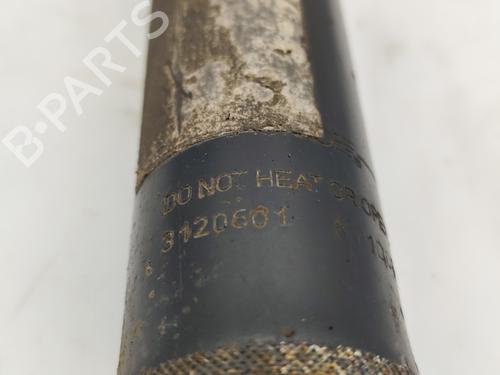 B-PARTS
DO NOT HEAT OR OPE
3120601